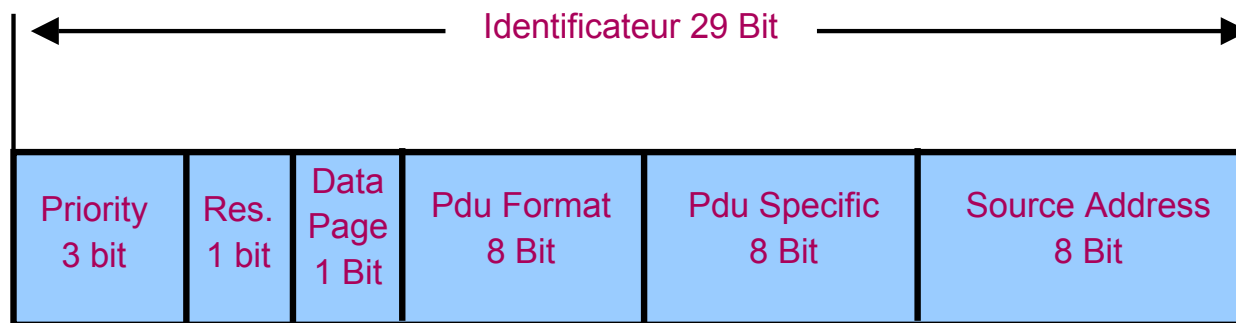 Identificateur 29 Bit
Priority
3 bit
Res.
1 bit
Data
Page
1 Bit
Pdu Format
8 Bit
Pdu Specific
8 Bit
Source Address
8 Bit